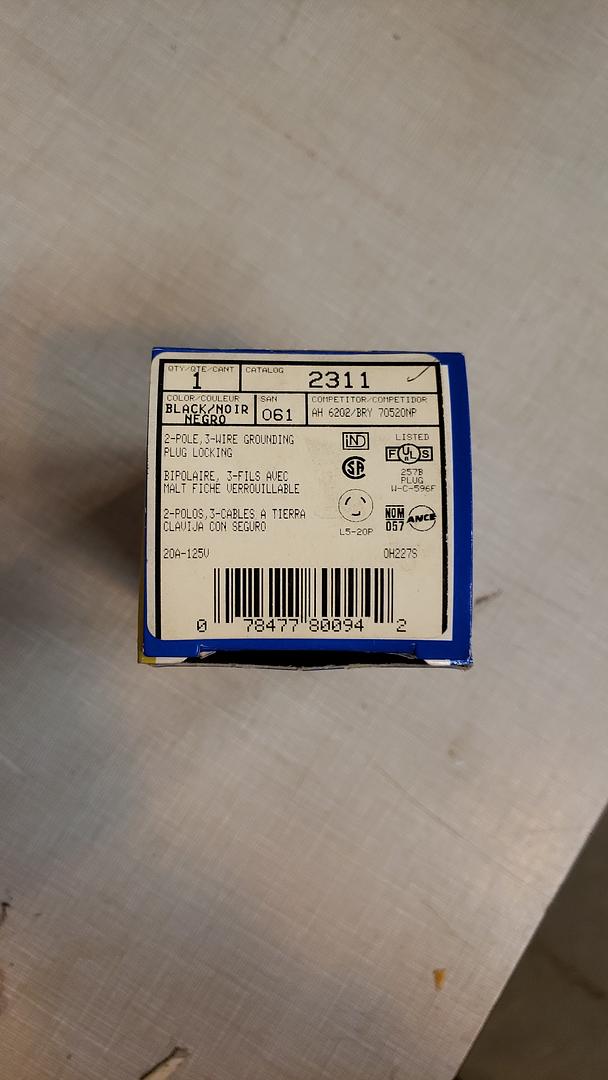 QTY/QTE/CANT
1
CATALOG
2311
COLOR/COULEUR
BLACK/NOIR
NEGRO
SAN
061
COMPETITOR/COMPETIDOR
AH 6202/BRY 70520NP
2-POLE,3-WIRE GROUNDING
PLUG LOCKING
BIPOLAIRE, 3-FILS AVEC
MALT FICHE VERROUILLABLE
2-POLOS,3-CABLES A TIERRA
CLAVIJA CON SEGURO
20A-125V
IND
SA
L5-20P
LISTED
F UL S
257B
PLUG
W-C-596F
NOM
057
ANCE
OH227S
0 78477 80094 2